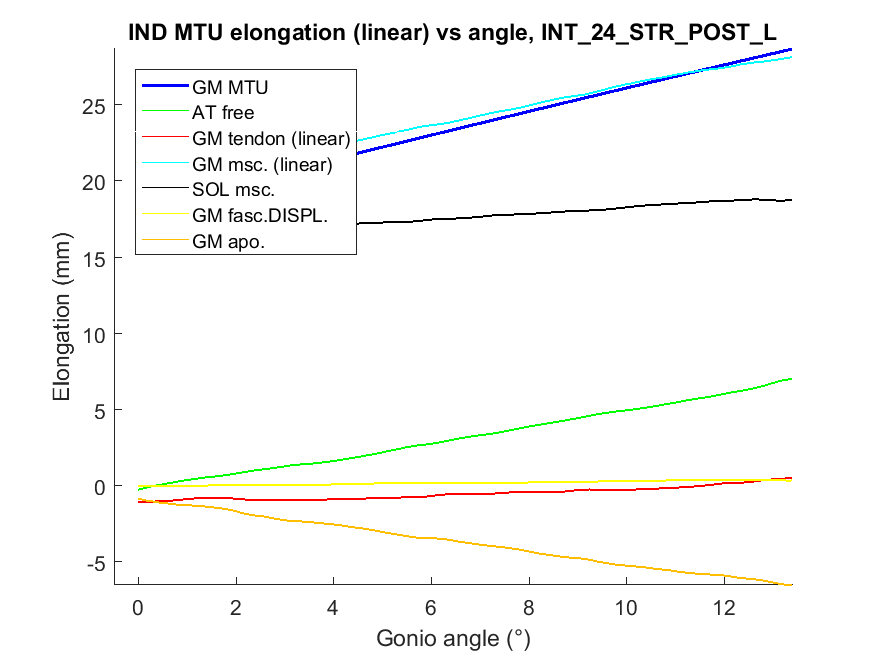 IND MTU elongation (linear) vs angle, INT_24_STR_POST_L
GM MTU
AT free
GM tendon (linear)
GM msc. (linear)
SOL msc.
GM fasc.DISPL.
GM apo.
25
20
15
10
5
0
-5
Elongation (mm)
0 2 4 6 8 10 12
Gonio angle (°)